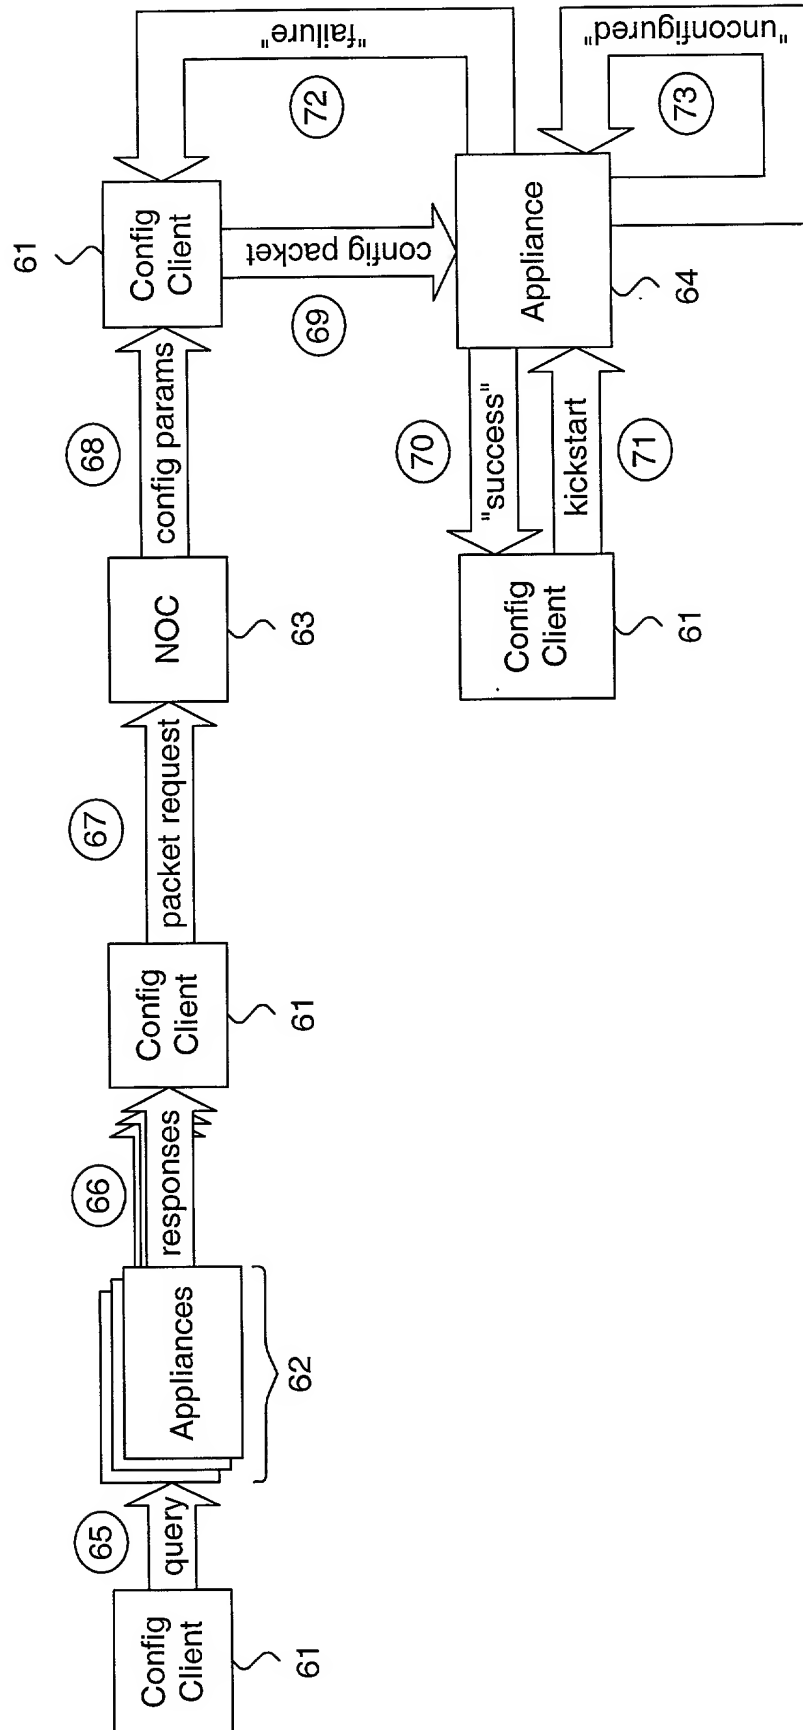 Config
Client
61
65
query
Appliances
62
66
responses
Config
Client
61
67
packet request
NOC
63
68
config params
Config
Client
61
69
config packet
"failure"
72
Appliance
64
70
"success"
kickstart
71
Config
Client
61
"unconfigured"
73